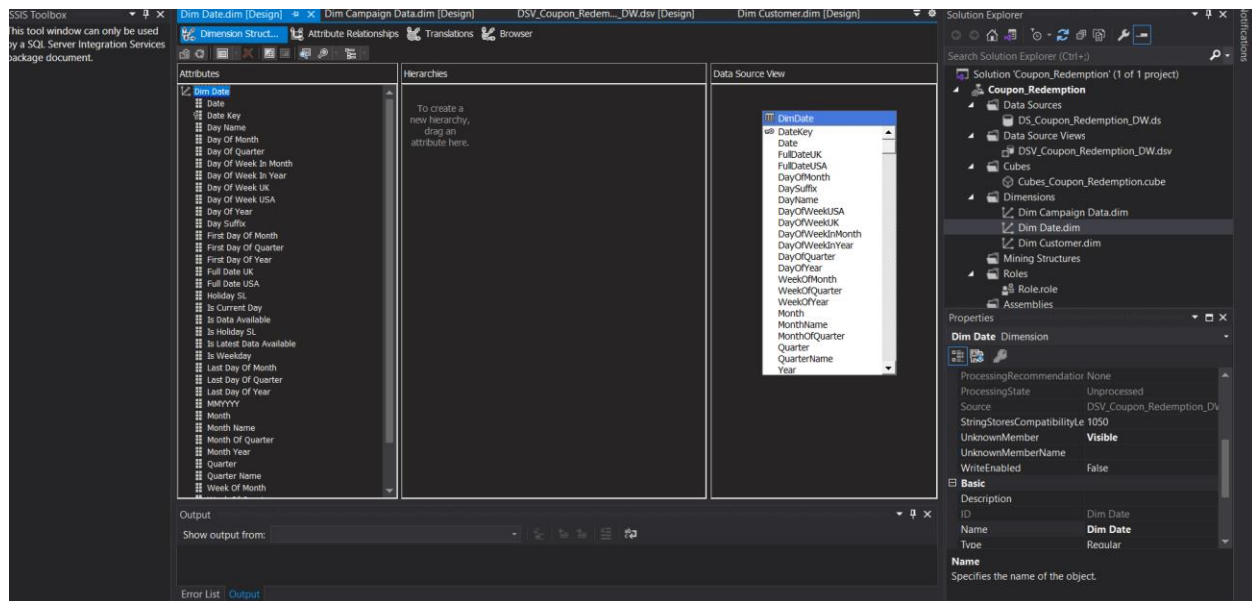 SSIS Toolbox
This tool window can only be used
by a SQL Server Integration Services
package document.
Dim Date.dim [Design]
Dim Campaign Data.dim [Design]
DSV_Coupon_Redem..._DW.dsv [Design]
Dim Customer.dim [Design]
Dimension Struct...
Attribute Relationships
Translations
Browser
Attributes
Dim Date
Date
Date Key
Day Name
Day Of Month
Day Of Quarter
Day Of Week In Month
Day Of Week In Year
Day Of Week UK
Day Of Week USA
Day Of Year
Day Suffix
First Day Of Month
First Day Of Quarter
First Day Of Year
Full Date UK
Full Date USA
Holiday SL
Is Current Day
Is Data Available
Is Holiday SL
Is Latest Data Available
Is Weekday
Last Day Of Month
Last Day Of Quarter
Last Day Of Year
MMYYYY
Month
Month Name
Month Of Quarter
Month Year
Quarter
Quarter Name
Week Of Month
Hierarchies
To create a
new hierarchy,
drag an
attribute here.
Data Source View
DimDate
DateKey
Date
FullDateUK
FullDateUSA
DayOfMonth
DaySuffix
DayName
DayOfWeekUSA
DayOfWeekUK
DayOfWeekInMonth
DayOfWeekInYear
DayOfQuarter
DayOfYear
WeekOfMonth
WeekOfQuarter
WeekOfYear
Month
MonthName
MonthOfQuarter
Quarter
QuarterName
Year
Output
Show output from:
Error List
Output
Solution Explorer
Search Solution Explorer (Ctrl+;)
Solution 'Coupon_Redemption' (1 of 1 project)
Coupon_Redemption
Data Sources
DS_Coupon_Redemption_DW.ds
Data Source Views
DSV_Coupon_Redemption_DW.dsv
Cubes
Cubes_Coupon_Redemption.cube
Dimensions
Dim Campaign Data.dim
Dim Date.dim
Dim Customer.dim
Mining Structures
Roles
Role.role
Assemblies
Properties
Dim Date Dimension
ProcessingRecommendation None
ProcessingState Unprocessed
Source DSV_Coupon_Redemption_DW
StringStoresCompatibilityLe 1050
UnknownMember Visible
UnknownMemberName
WriteEnabled False
Basic
Description
ID Dim Date
Name Dim Date
Type Regular
Name
Specifies the name of the object.
Notifications